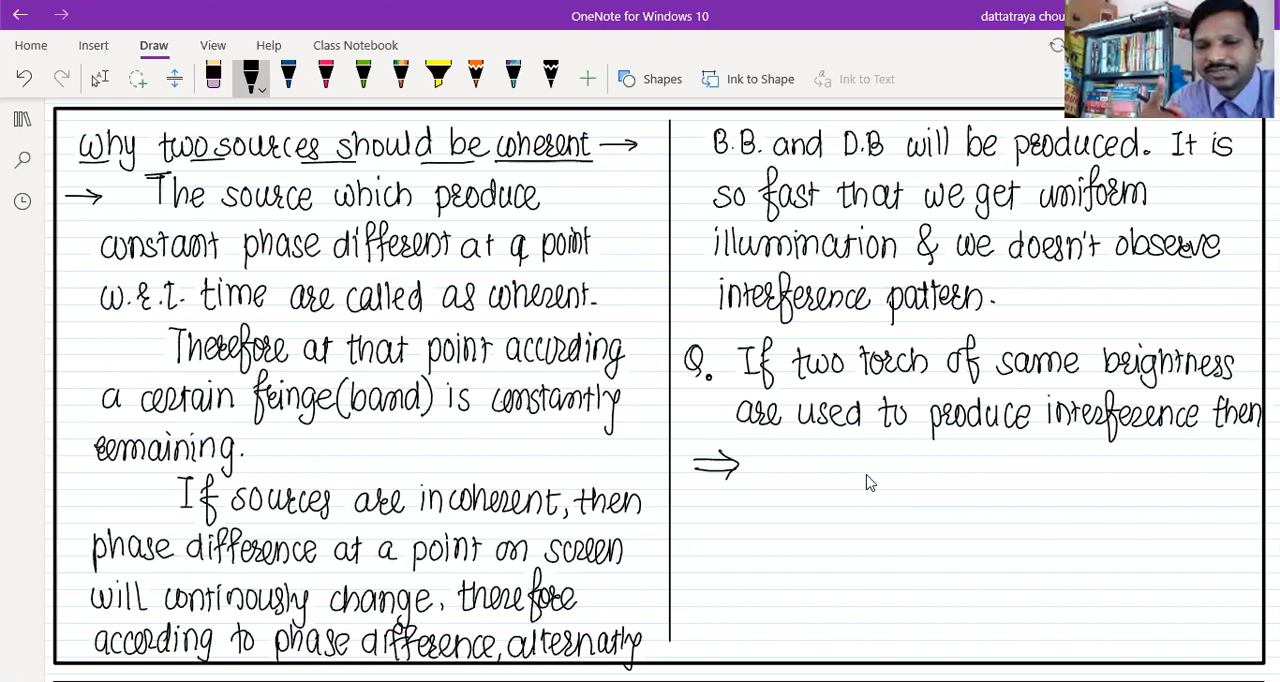 OneNote for Windows 10
dattatraya chou
Home Insert Draw View Help Class Notebook
Shapes Ink to Shape Ink to Text
Why two sources should be coherent →
→ The source which produce
constant phase different at a point
w.r.t. time are called as coherent.
Therefore at that point according
a certain fringe(band) is constantly
remaining.
If sources are incoherent, then
phase difference at a point on screen
will continously change, therefore
according to phase difference, alternatly
B.B. and D.B will be produced. It is
so fast that we get uniform
illumination & we doesn't observe
interference pattern.
Q. If two torch of same brightness
are used to produce interference then
⇒